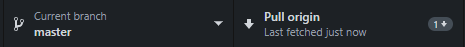 Current branch
master
Pull origin
Last fetched just now
1